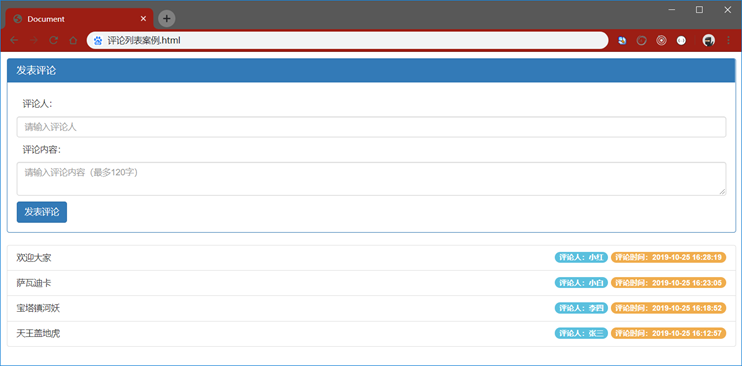 Document
评论列表案例.html
发表评论
评论人：
请输入评论人
评论内容：
请输入评论内容（最多120字）
发表评论
欢迎大家 评论人：小红 评论时间：2019-10-25 16:28:19
萨瓦迪卡 评论人：小白 评论时间：2019-10-25 16:23:05
宝塔镇河妖 评论人：李四 评论时间：2019-10-25 16:18:52
天王盖地虎 评论人：张三 评论时间：2019-10-25 16:12:57